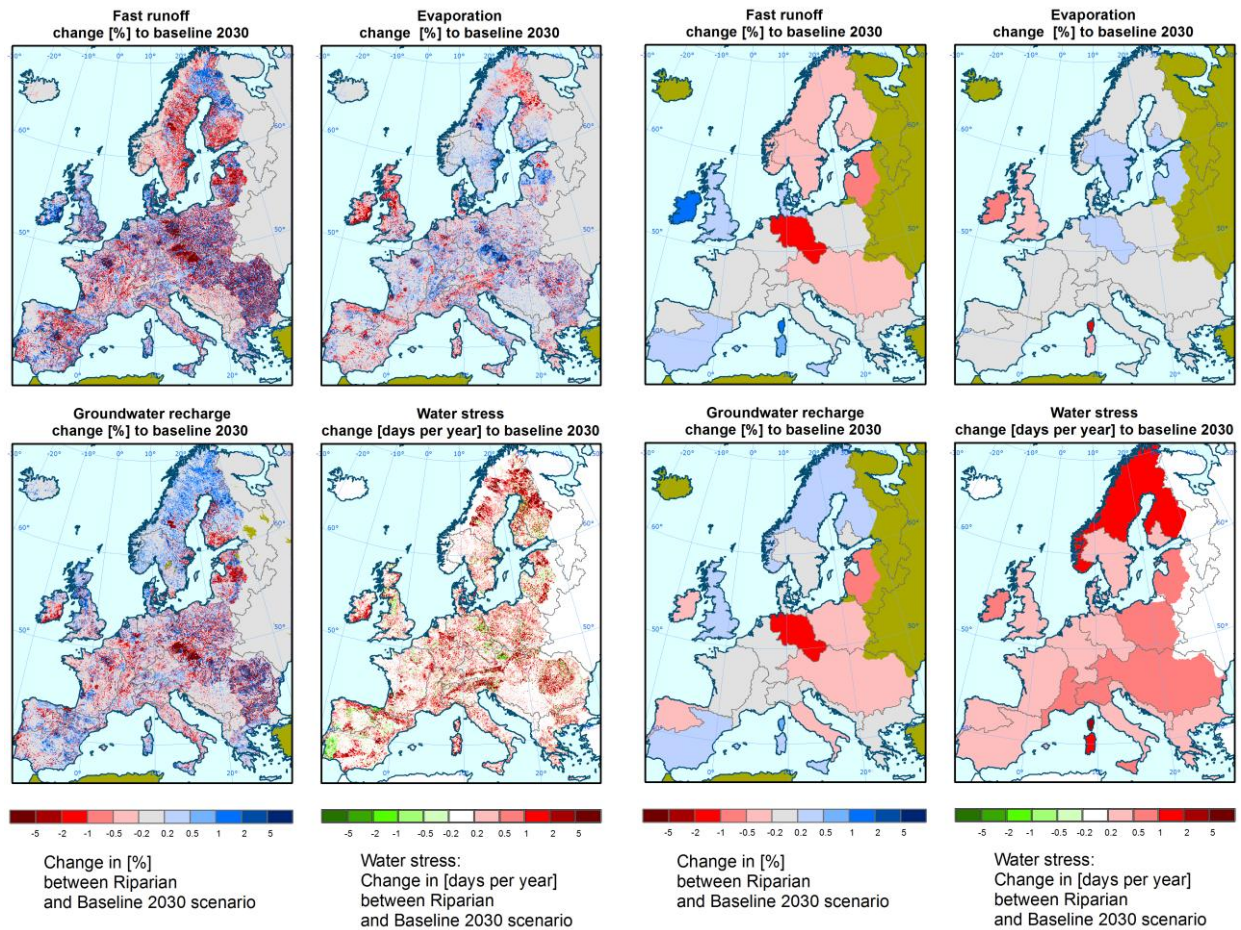 Fast runoff
change [%] to baseline 2030
Evaporation
change [%] to baseline 2030
Fast runoff
change [%] to baseline 2030
Evaporation
change [%] to baseline 2030
Groundwater recharge
change [%] to baseline 2030
Water stress
change [days per year] to baseline 2030
Groundwater recharge
change [%] to baseline 2030
Water stress
change [days per year] to baseline 2030
-5 -2 -1 -0.5 -0.2 0.2 0.5 1 2 5
-5 -2 -1 -0.5 -0.2 0.2 0.5 1 2 5
-5 -2 -1 -0.5 -0.2 0.2 0.5 1 2 5
-5 -2 -1 -0.5 -0.2 0.2 0.5 1 2 5
Change in [%]
between Riparian
and Baseline 2030 scenario
Water stress:
Change in [days per year]
between Riparian
and Baseline 2030 scenario
Change in [%]
between Riparian
and Baseline 2030 scenario
Water stress:
Change in [days per year]
between Riparian
and Baseline 2030 scenario